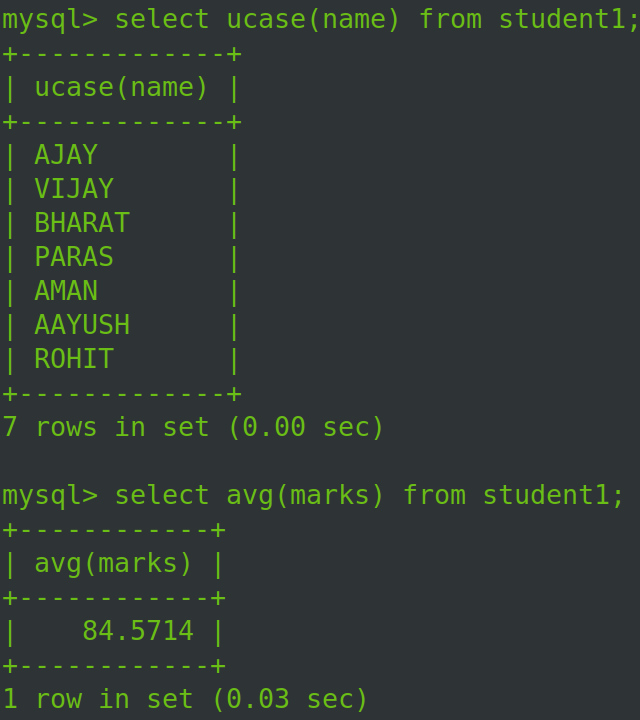 mysql> select ucase(name) from student1;
+-------------+
| ucase(name) |
+-------------+
| AJAY        |
| VIJAY       |
| BHARAT      |
| PARAS       |
| AMAN        |
| AAYUSH      |
| ROHIT       |
+-------------+
7 rows in set (0.00 sec)

mysql> select avg(marks) from student1;
+------------+
| avg(marks) |
+------------+
|    84.5714 |
+------------+
1 row in set (0.03 sec)